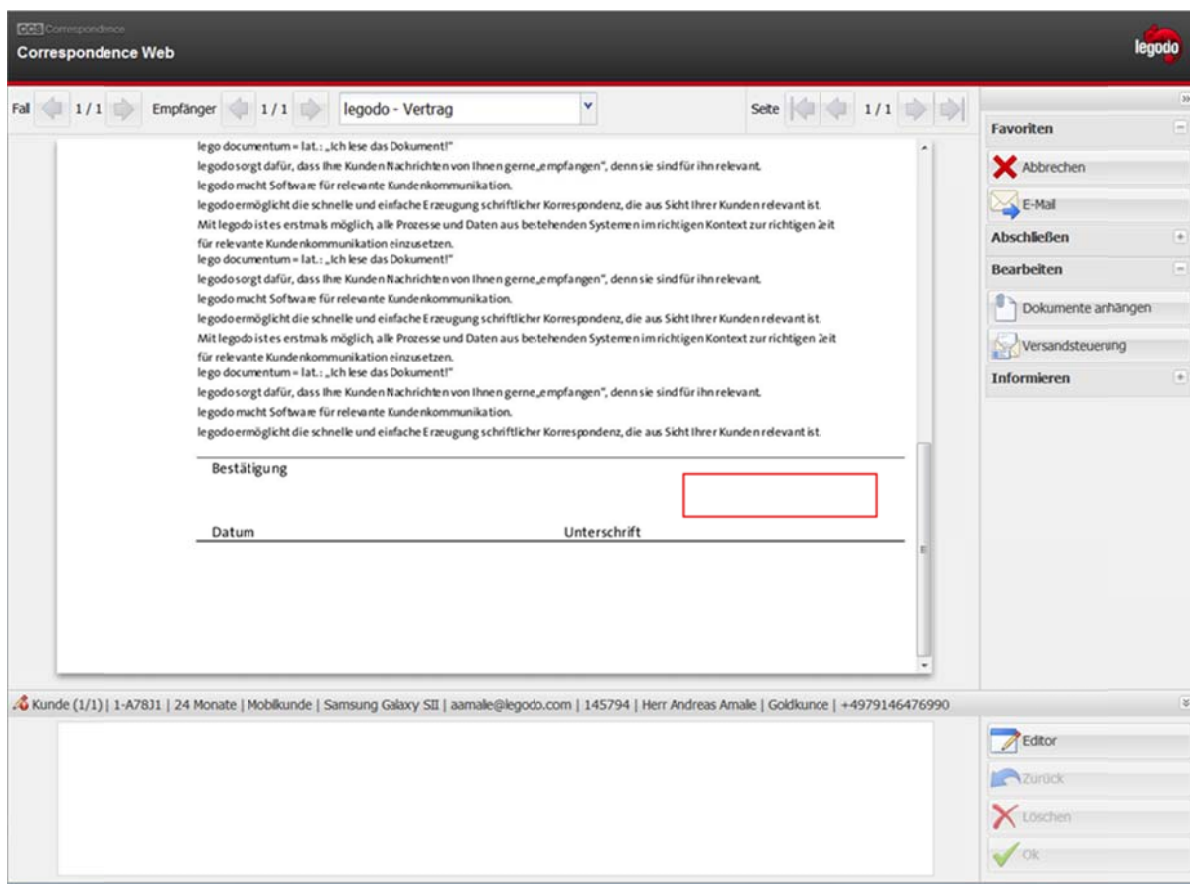 CCS Correspondence
Correspondence Web
legodo
Fal 1 / 1 Empfänger 1 / 1 legodo - Vertrag Seite 1 / 1
lego documentum = lat.: „Ich lese das Dokument!"
legodo sorgt dafür, dass Ihre Kunden Nachrichten von Ihnen gerne „empfangen", denn sie sind für ihn relevant.
legodo macht Software für relevante Kundenkommunikation.
legodo ermöglicht die schnelle und einfache Erzeugung schriftlicher Korrespondenz, die aus Sicht Ihrer Kunden relevant ist.
Mit legodo ist es erstmals möglich, alle Prozesse und Daten aus bestehenden Systemen im richtigen Kontext zur richtigen Zeit
für relevante Kundenkommunikation einzusetzen.
lego documentum = lat.: „Ich lese das Dokument!"
legodo sorgt dafür, dass Ihre Kunden Nachrichten von Ihnen gerne „empfangen", denn sie sind für ihn relevant.
legodo macht Software für relevante Kundenkommunikation.
legodo ermöglicht die schnelle und einfache Erzeugung schriftlicher Korrespondenz, die aus Sicht Ihrer Kunden relevant ist.
Mit legodo ist es erstmals möglich, alle Prozesse und Daten aus bestehenden Systemen im richtigen Kontext zur richtigen Zeit
für relevante Kundenkommunikation einzusetzen.
lego documentum = lat.: „Ich lese das Dokument!"
legodo sorgt dafür, dass Ihre Kunden Nachrichten von Ihnen gerne „empfangen", denn sie sind für ihn relevant.
legodo macht Software für relevante Kundenkommunikation.
legodo ermöglicht die schnelle und einfache Erzeugung schriftlicher Korrespondenz, die aus Sicht Ihrer Kunden relevant ist.
Bestätigung
Datum Unterschrift
Favoriten
Abbrechen
E-Mail
Abschließen
Bearbeiten
Dokumente anhängen
Versandsteuerung
Informieren
Kunde (1/1) | 1-A78J1 | 24 Monate | Mobilkunde | Samsung Galaxy SII | aamalie@legodo.com | 145794 | Herr Andreas Amalie | Goldkunde | +4979146476990
Editor
Zurück
Löschen
Ok